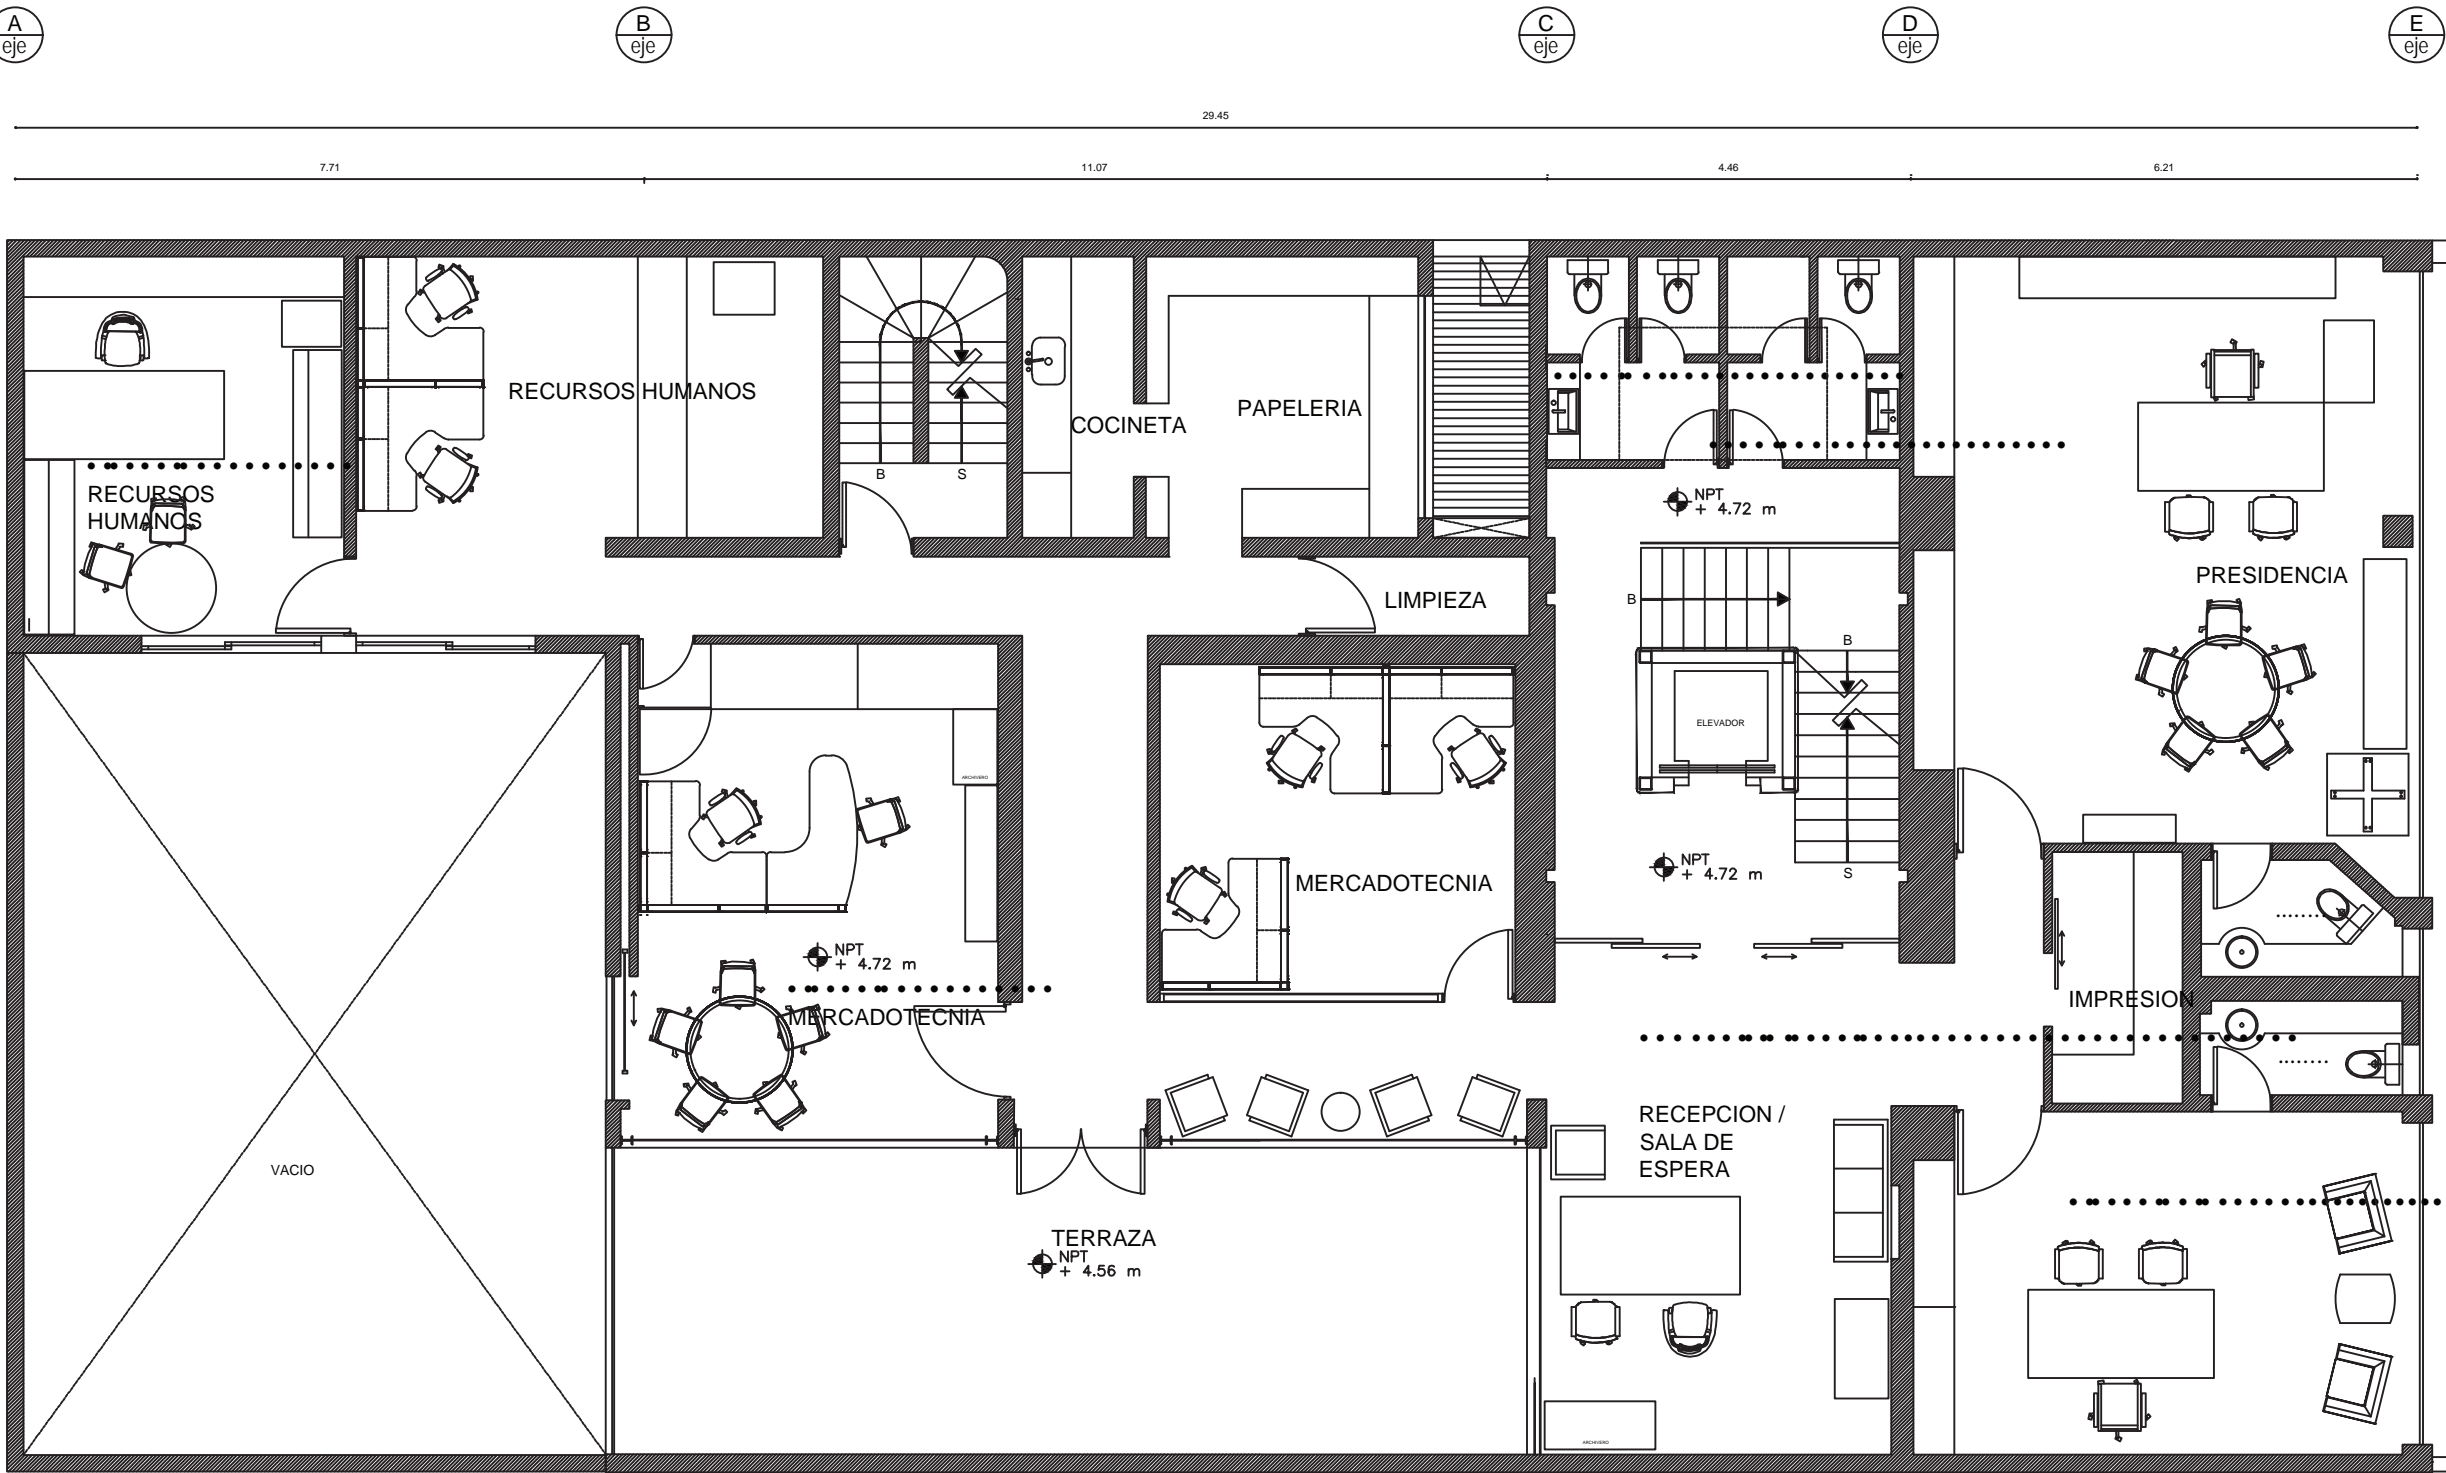 A
eje
B
eje
C
eje
D
eje
E
eje
29.45
7.71
11.07
4.46
6.21
RECURSOS HUMANOS
COCINETA
PAPELERIA
B
S
RECURSOS
HUMANOS
NPT
+ 4.72 m
PRESIDENCIA
LIMPIEZA
B
B
ELEVADOR
ARCHIVERO
MERCADOTECNIA
NPT
+ 4.72 m
S
NPT
+ 4.72 m
MERCADOTECNIA
IMPRESION
RECEPCION /
SALA DE
ESPERA
VACIO
TERRAZA
NPT
+ 4.56 m
ARCHIVERO